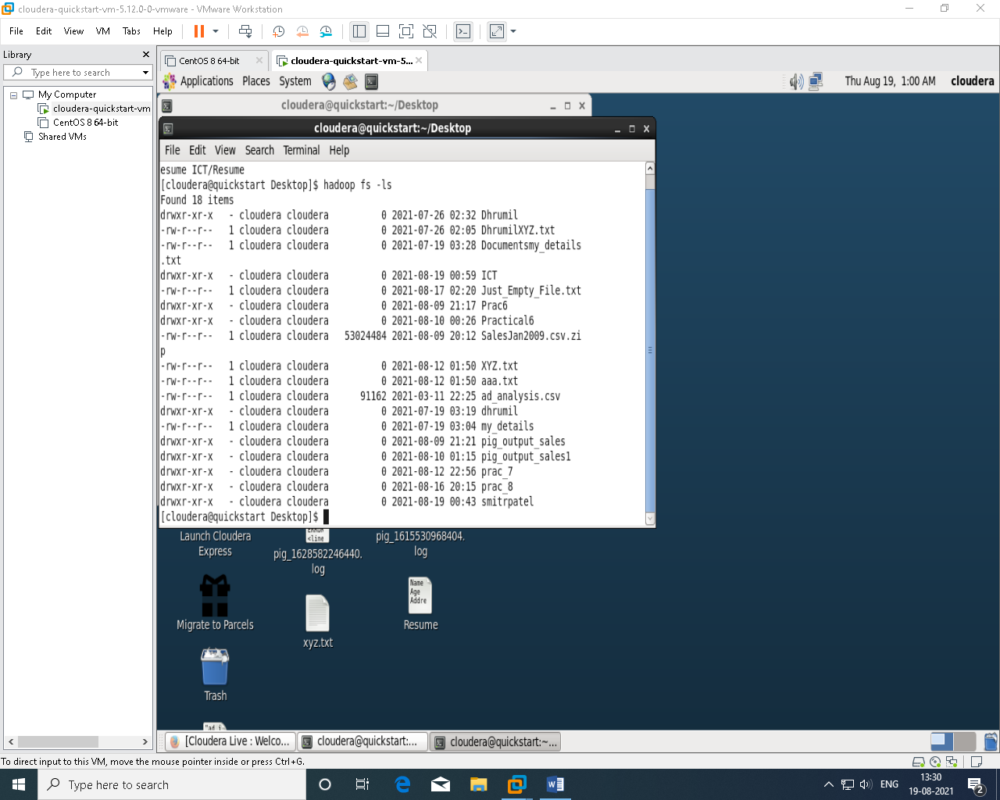 cloudera-quickstart-vm-5.12.0-0-vmware - VMware Workstation
File Edit View VM Tabs Help
Library
Type here to search
My Computer
cloudera-quickstart-vm
CentOS 8 64-bit
Shared VMs
CentOS 8 64-bit
cloudera-quickstart-vm-5...
Applications Places System
Thu Aug 19, 1:00 AM cloudera
cloudera@quickstart:~/Desktop
cloudera@quickstart:~/Desktop
File Edit View Search Terminal Help
esume ICT/Resume
[cloudera@quickstart Desktop]$ hadoop fs -ls
Found 18 items
drwxr-xr-x   - cloudera cloudera          0 2021-07-26 02:32 Dhrumil
-rw-r--r--   1 cloudera cloudera          0 2021-07-26 02:05 DhrumilXYZ.txt
-rw-r--r--   1 cloudera cloudera          0 2021-07-19 03:28 Documentsmy_details
.txt
drwxr-xr-x   - cloudera cloudera          0 2021-08-19 00:59 ICT
-rw-r--r--   1 cloudera cloudera          0 2021-08-17 02:20 Just_Empty_File.txt
drwxr-xr-x   - cloudera cloudera          0 2021-08-09 21:17 Prac6
drwxr-xr-x   - cloudera cloudera          0 2021-08-10 00:26 Practical6
-rw-r--r--   1 cloudera cloudera   53024484 2021-08-09 20:12 SalesJan2009.csv.zi
p
-rw-r--r--   1 cloudera cloudera          0 2021-08-12 01:50 XYZ.txt
-rw-r--r--   1 cloudera cloudera          0 2021-08-12 01:50 aaa.txt
-rw-r--r--   1 cloudera cloudera      91162 2021-03-11 22:25 ad_analysis.csv
drwxr-xr-x   - cloudera cloudera          0 2021-07-19 03:19 dhrumil
-rw-r--r--   1 cloudera cloudera          0 2021-07-19 03:04 my_details
drwxr-xr-x   - cloudera cloudera          0 2021-08-09 21:21 pig_output_sales
drwxr-xr-x   - cloudera cloudera          0 2021-08-10 01:15 pig_output_sales1
drwxr-xr-x   - cloudera cloudera          0 2021-08-12 22:56 prac_7
drwxr-xr-x   - cloudera cloudera          0 2021-08-16 20:15 prac_8
drwxr-xr-x   - cloudera cloudera          0 2021-08-19 00:43 smitrpatel
[cloudera@quickstart Desktop]$
Launch Cloudera
Express
<line
pig_1628582246440.
log
pig_1615530968404.
log
Migrate to Parcels
xyz.txt
Name
Age
Addre
Resume
Trash
[Cloudera Live : Welco...
cloudera@quickstart:...
cloudera@quickstart:~...
To direct input to this VM, move the mouse pointer inside or press Ctrl+G.
Type here to search
ENG
13:30
19-08-2021
2